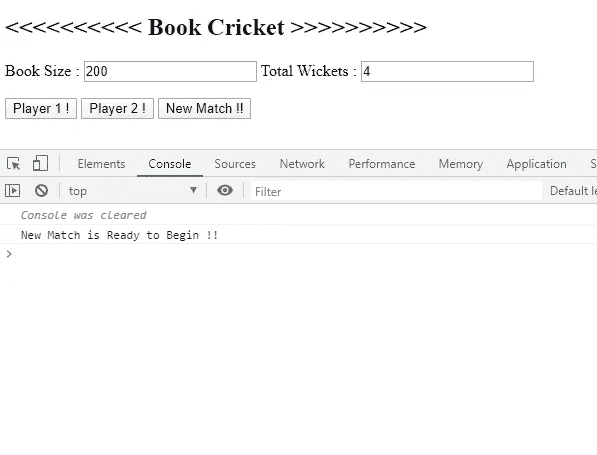 <<<<<<<<<< Book Cricket >>>>>>>>>>
Book Size : 200 Total Wickets : 4
Player 1 ! Player 2 ! New Match !!
Elements Console Sources Network Performance Memory Application S
top ▼ Filter Default le
Console was cleared
New Match is Ready to Begin !!
>